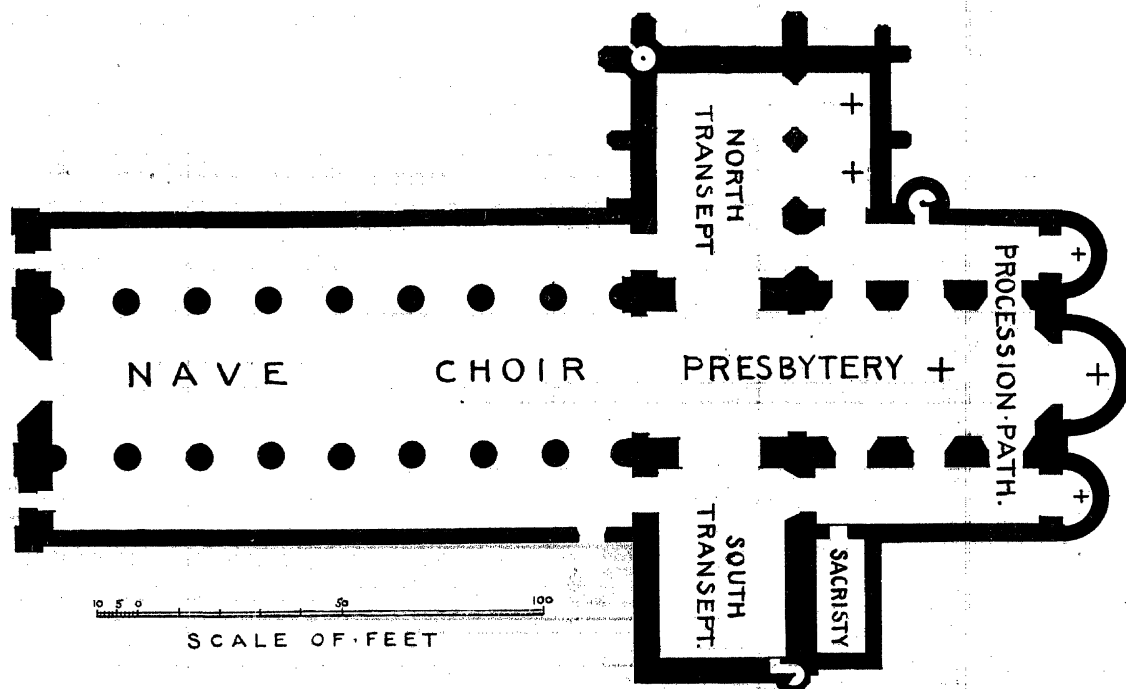 NORTH
TRANSEPT
PROCESSION·PATH.
NAVE CHOIR PRESBYTERY
SOUTH
TRANSEPT.
SACRISTY
10 5 0 50 100
SCALE OF·FEET